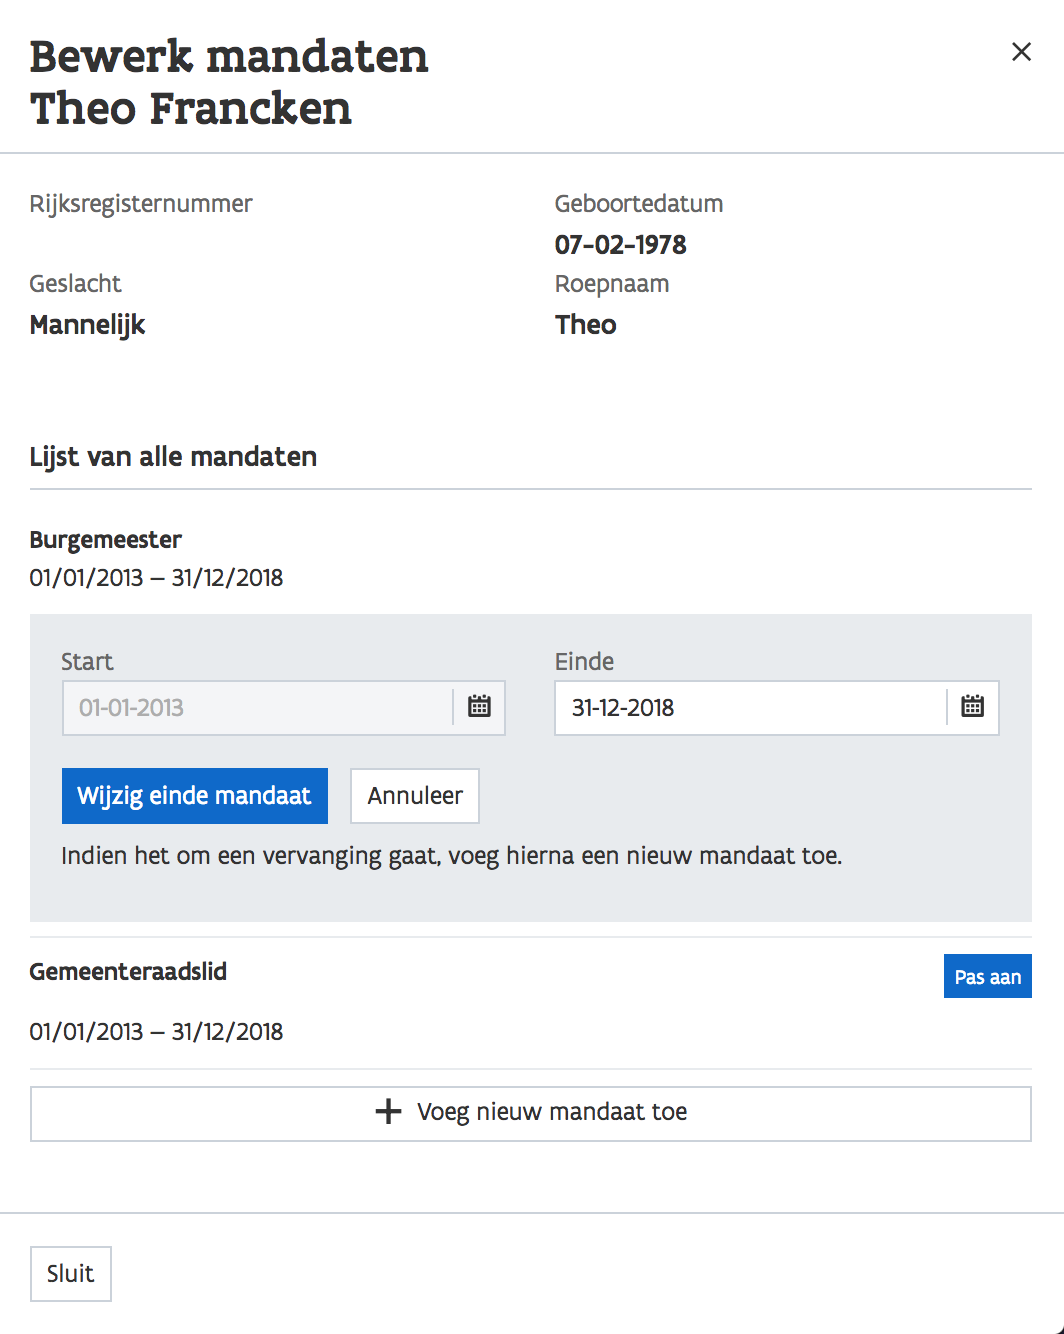 Bewerk mandaten
Theo Francken
Rijksregisternummer
Geboortedatum
07-02-1978
Geslacht
Mannelijk
Roepnaam
Theo
Lijst van alle mandaten
Burgemeester
01/01/2013 – 31/12/2018
Start
01-01-2013
Einde
31-12-2018
Wijzig einde mandaat
Annuleer
Indien het om een vervanging gaat, voeg hierna een nieuw mandaat toe.
Gemeenteraadslid
Pas aan
01/01/2013 – 31/12/2018
Voeg nieuw mandaat toe
Sluit